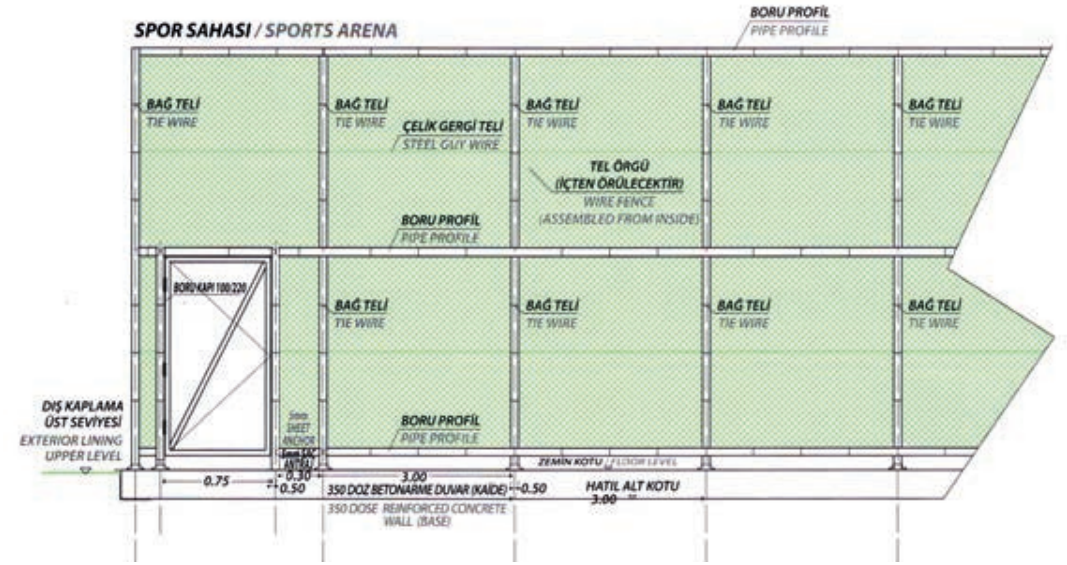 SPOR SAHASI / SPORTS ARENA
BORU PROFİL
PIPE PROFILE
BAĞ TELİ
TIE WIRE
BAĞ TELİ
TIE WIRE
ÇELİK GERGİ TELİ
STEEL GUY WIRE
BAĞ TELİ
TIE WIRE
BAĞ TELİ
TIE WIRE
BAĞ TELİ
TIE WIRE
TEL ÖRGÜ
(İÇTEN ÖRÜLECEKTİR)
WIRE FENCE
(ASSEMBLED FROM INSIDE)
BORU PROFİL
PIPE PROFILE
BORU KAPI 100/220
BAĞ TELİ
TIE WIRE
BAĞ TELİ
TIE WIRE
BAĞ TELİ
TIE WIRE
BAĞ TELİ
TIE WIRE
DIŞ KAPLAMA
ÜST SEVİYESİ
EXTERIOR LINING
UPPER LEVEL
5mm
SHEET
ANCHOR
5mm SAC
ANTRAJ
BORU PROFİL
PIPE PROFILE
ZEMİN KOTU / FLOOR LEVEL
0.75
0.30
0.50
3.00
0.50
350 DOZ BETONARME DUVAR (KAİDE)
350 DOSE REINFORCED CONCRETE
WALL (BASE)
HATIL ALT KOTU
3.00